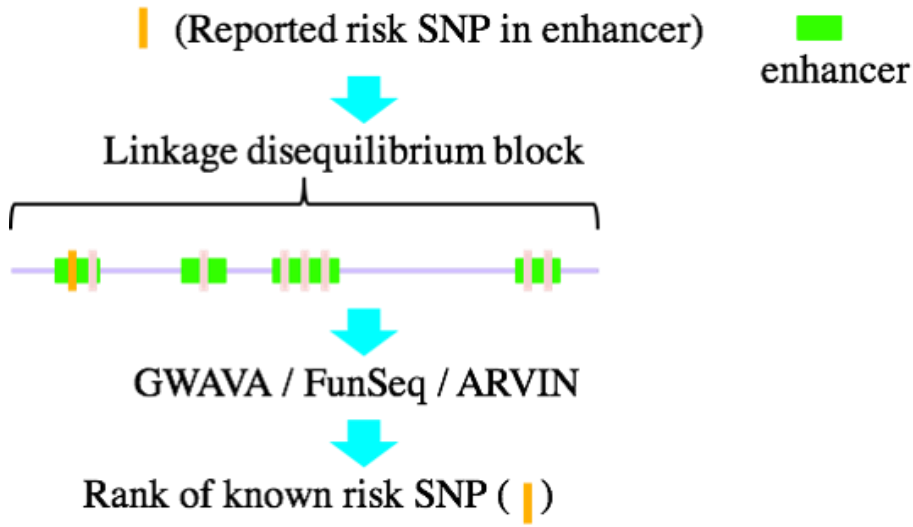 (Reported risk SNP in enhancer)
enhancer
Linkage disequilibrium block
GWAVA / FunSeq / ARVIN
Rank of known risk SNP ( )